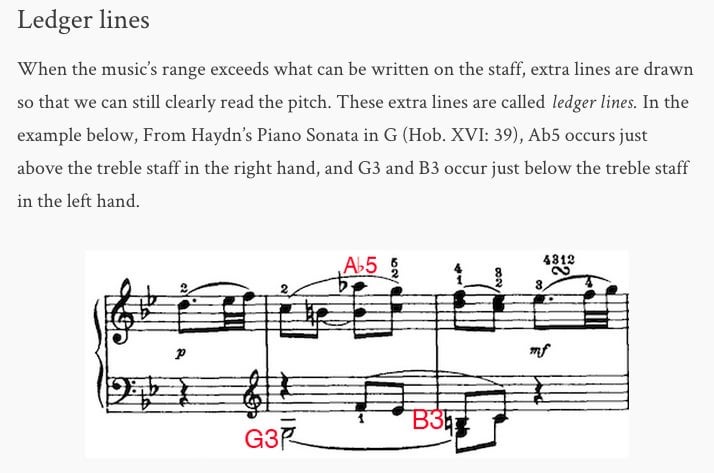 Ledger lines
When the music’s range exceeds what can be written on the staff, extra lines are drawn
so that we can still clearly read the pitch. These extra lines are called ledger lines. In the
example below, From Haydn’s Piano Sonata in G (Hob. XVI: 39), Ab5 occurs just
above the treble staff in the right hand, and G3 and B3 occur just below the treble staff
in the left hand.
A♭5
2 2 5 2 4 1 3 2 3 4312 4
p mf
1
B3
G3